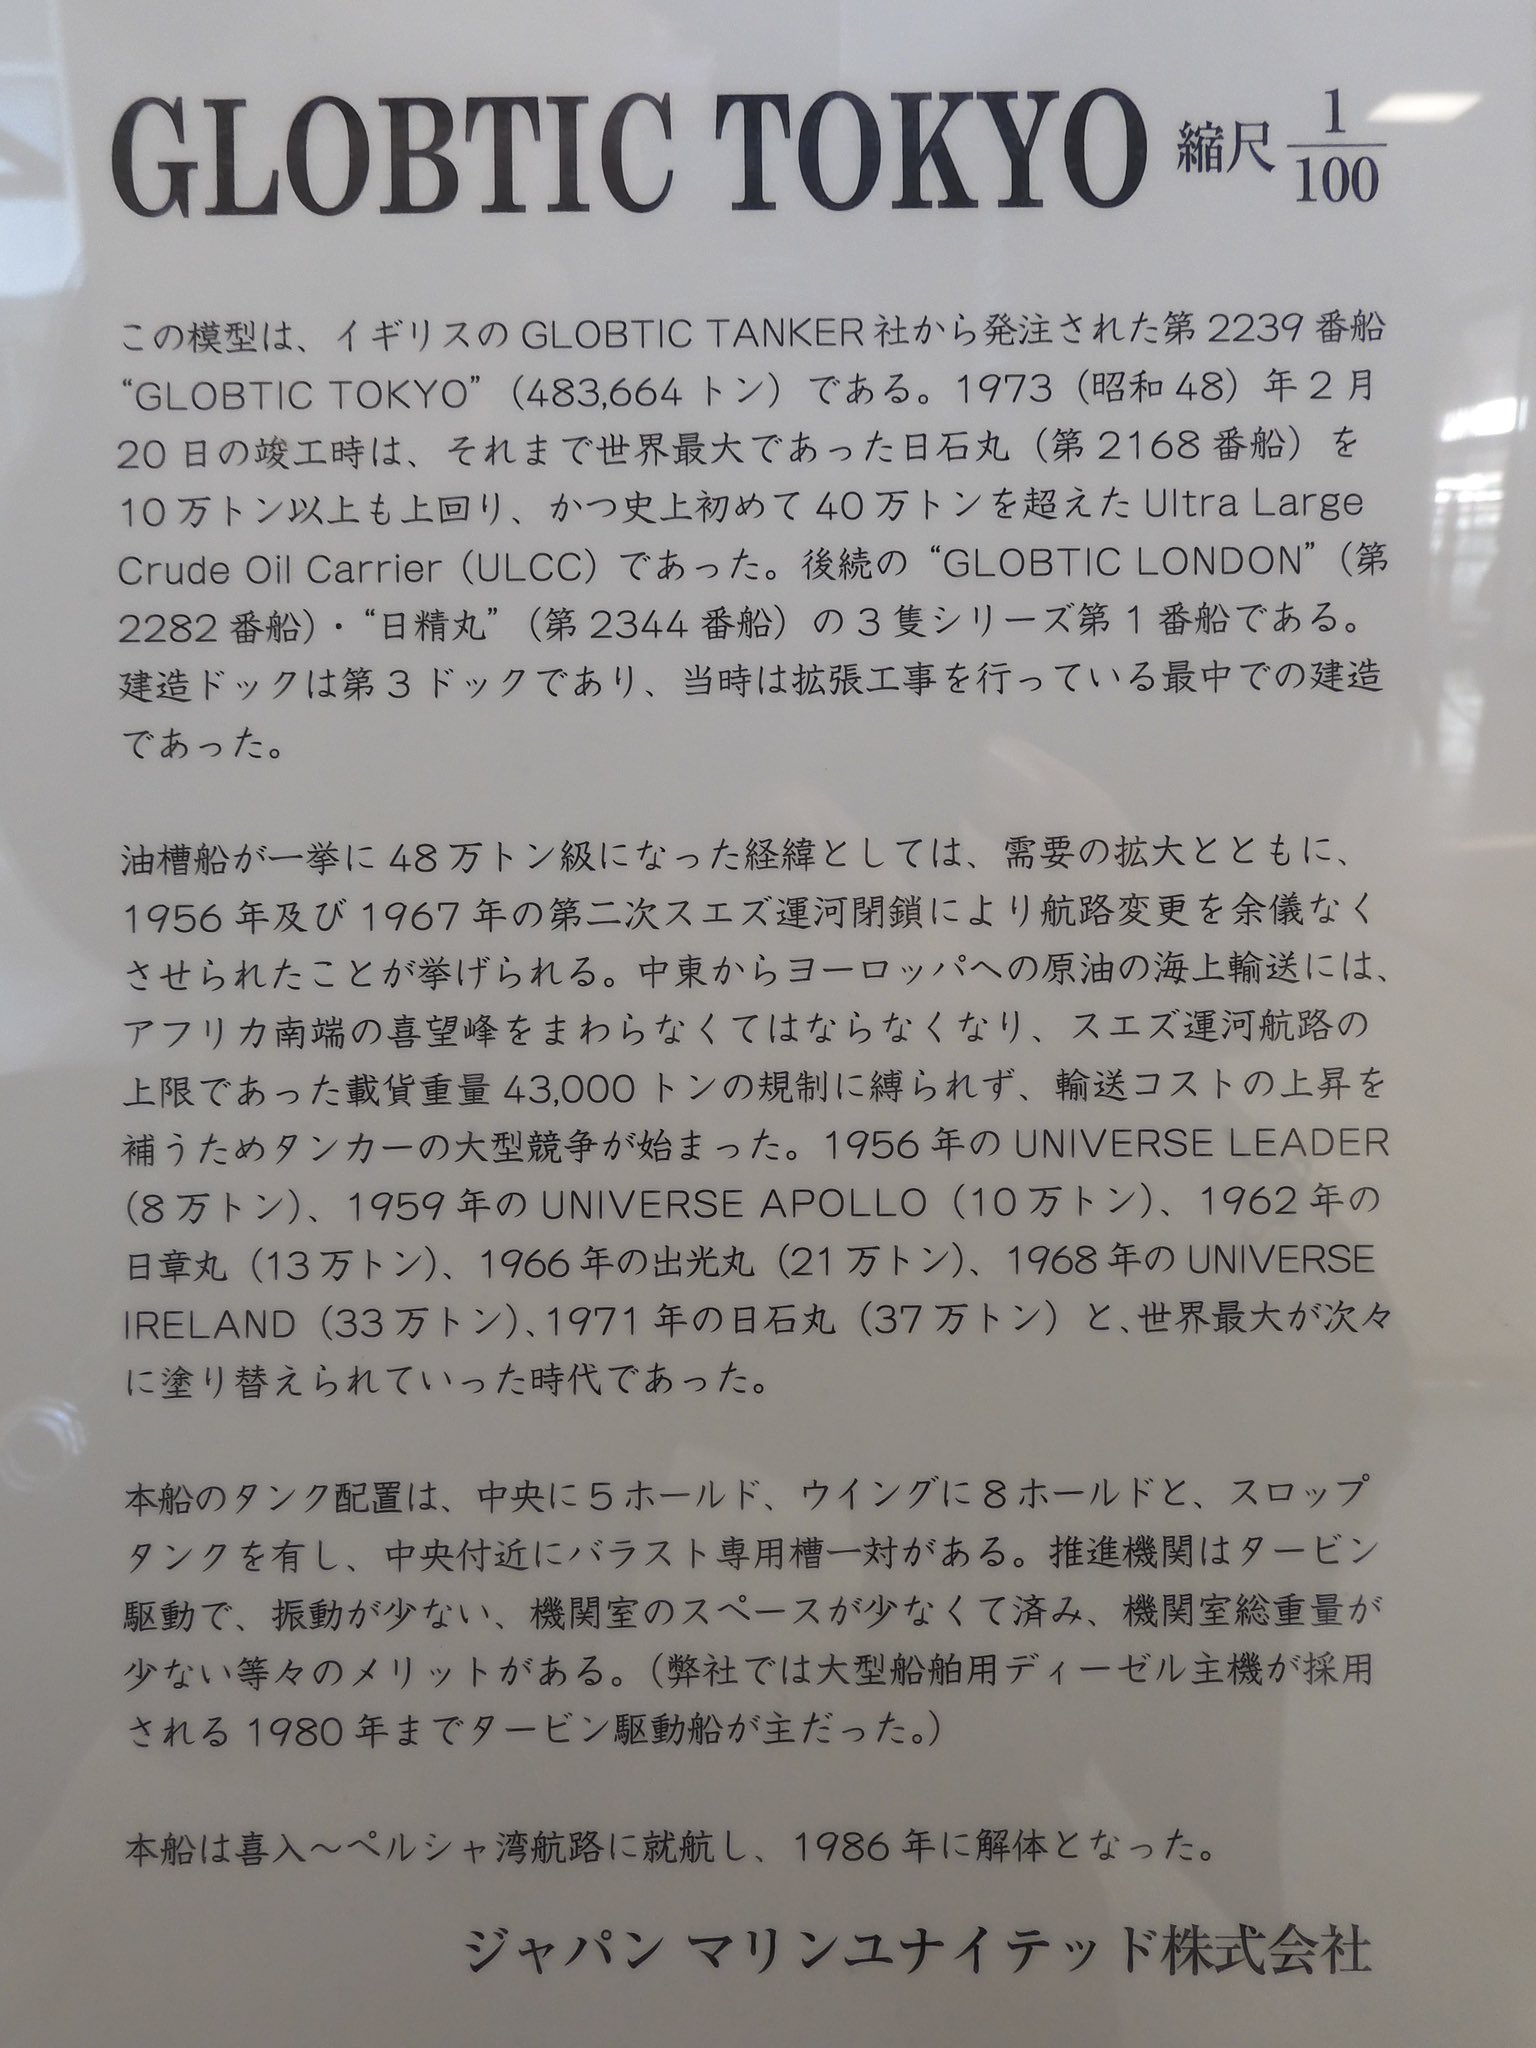 GLOBTIC TOKYO 縮尺 1/100
この模型は、イギリスの GLOBTIC TANKER 社から発注された第 2239 番船
“GLOBTIC TOKYO”（483,664 トン）である。1973（昭和 48）年 2 月
20 日の竣工時は、それまで世界最大であった日石丸（第 2168 番船）を
10 万トン以上も上回り、かつ史上初めて 40 万トンを超えた Ultra Large
Crude Oil Carrier（ULCC）であった。後続の “GLOBTIC LONDON”（第
2282 番船）・“日精丸”（第 2344 番船）の 3 隻シリーズ第 1 番船である。
建造ドックは第 3 ドックであり、当時は拡張工事を行っている最中での建造
であった。
油槽船が一挙に 48 万トン級になった経緯としては、需要の拡大とともに、
1956 年及び 1967 年の第二次スエズ運河閉鎖により航路変更を余儀なく
させられたことが挙げられる。中東からヨーロッパへの原油の海上輸送には、
アフリカ南端の喜望峰をまわらなくてはならなくなり、スエズ運河航路の
上限であった載貨重量 43,000 トンの規制に縛られず、輸送コストの上昇を
補うためタンカーの大型競争が始まった。1956 年の UNIVERSE LEADER
（8 万トン）、1959 年の UNIVERSE APOLLO（10 万トン）、1962 年の
日章丸（13 万トン）、1966 年の出光丸（21 万トン）、1968 年の UNIVERSE
IRELAND（33 万トン）、1971 年の日石丸（37 万トン）と、世界最大が次々
に塗り替えられていった時代であった。
本船のタンク配置は、中央に 5 ホールド、ウイングに 8 ホールドと、スロップ
タンクを有し、中央付近にバラスト専用槽一対がある。推進機関はタービン
駆動で、振動が少ない、機関室のスペースが少なくて済み、機関室総重量が
少ない等々のメリットがある。（弊社では大型船舶用ディーゼル主機が採用
される 1980 年までタービン駆動船が主だった。）
本船は喜入～ペルシャ湾航路に就航し、1986 年に解体となった。
ジャパン マリンユナイテッド株式会社